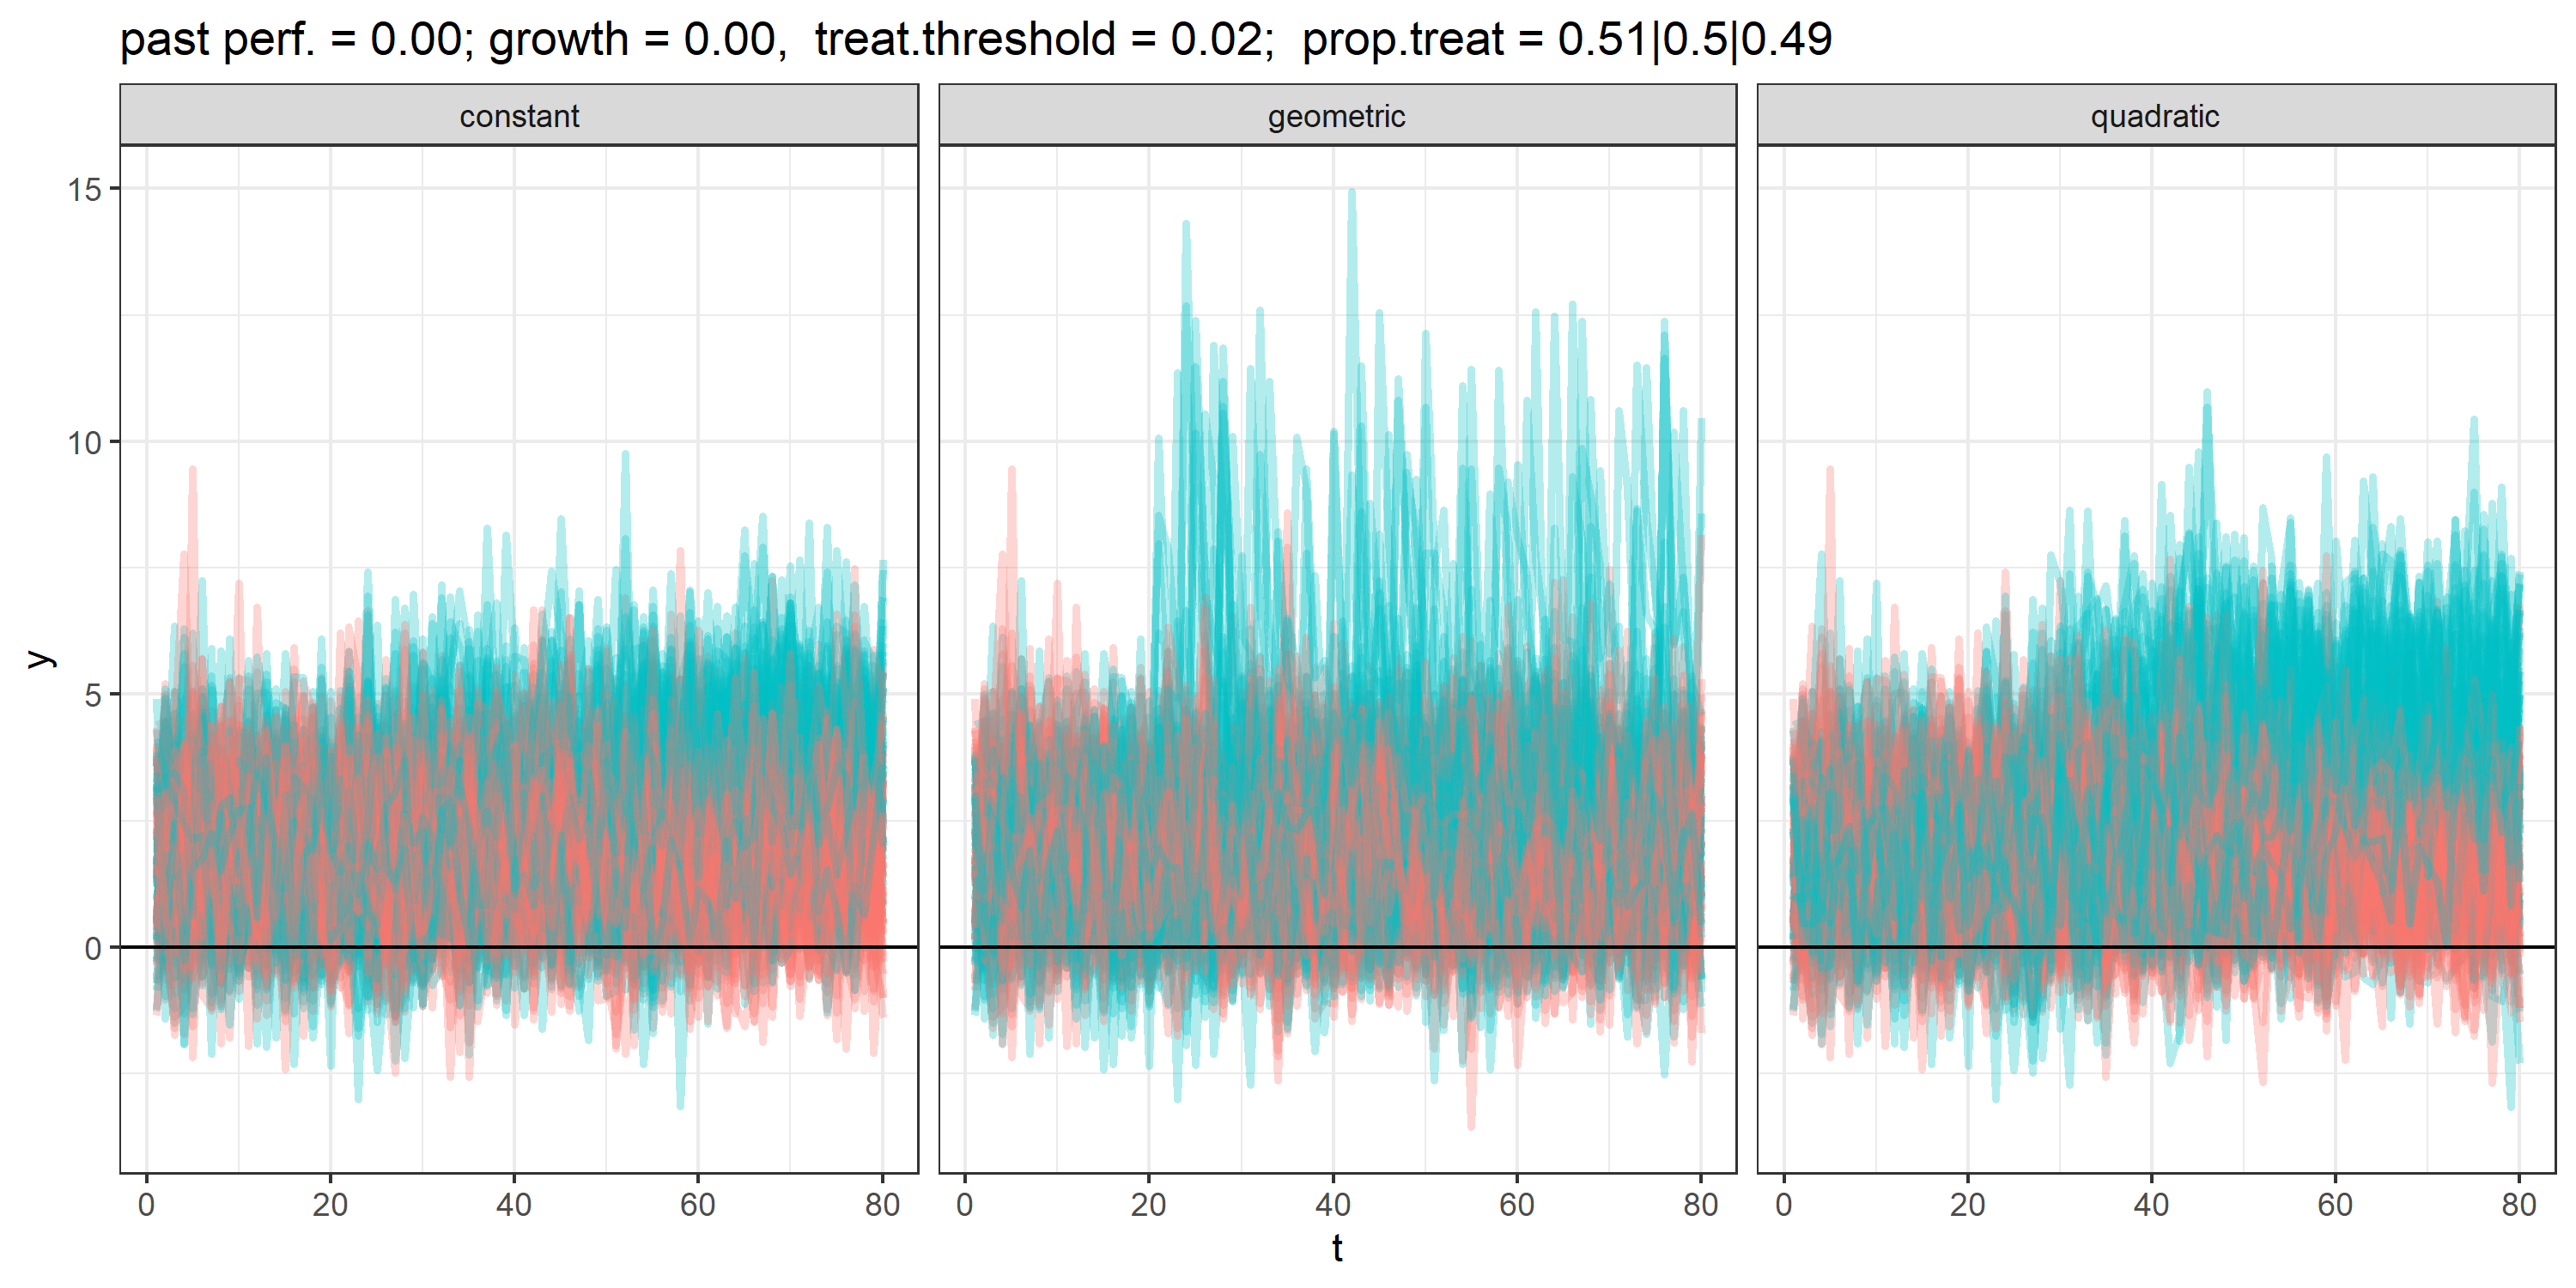 past perf. = 0.00; growth = 0.00,  treat.threshold = 0.02;  prop.treat = 0.51|0.5|0.49
constant
geometric
quadratic
15
10
5
0
y
0 20 40 60 80
0 20 40 60 80
0 20 40 60 80
t